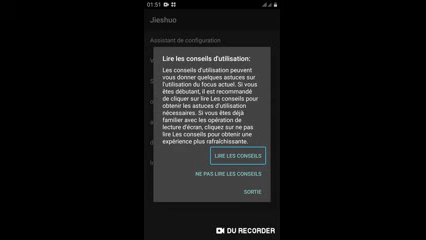 01:51
Jieshuo
Assistant de configuration
Lire les conseils d'utilisation:
Les conseils d'utilisation peuvent
vous donner quelques astuces sur
l'utilisation du focus actuel. Si vous
êtes débutant, il est recommandé
de cliquer sur lire Les conseils pour
obtenir les astuces d'utilisation
nécessaires. Si vous êtes déjà
familier avec les opération de
lecture d'écran, cliquez sur ne pas
lire Les conseils pour obtenir une
expérience plus rafraîchissante.
LIRE LES CONSEILS
NE PAS LIRE LES CONSEILS
SORTIE
DU RECORDER